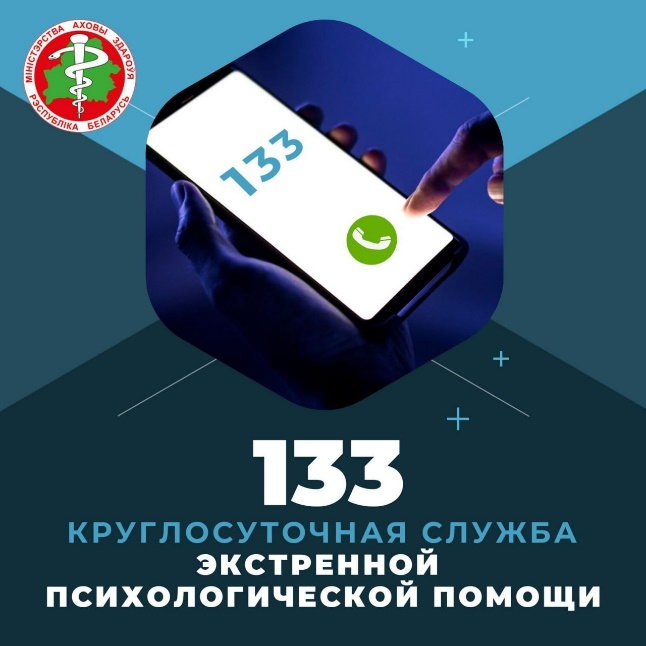 МІНІСТЭРСТВА АХОВЫ ЗДАРОЎЯ
РЭСПУБЛІКА БЕЛАРУСЬ
133
133
КРУГЛОСУТОЧНАЯ СЛУЖБА
ЭКСТРЕННОЙ
ПСИХОЛОГИЧЕСКОЙ ПОМОЩИ